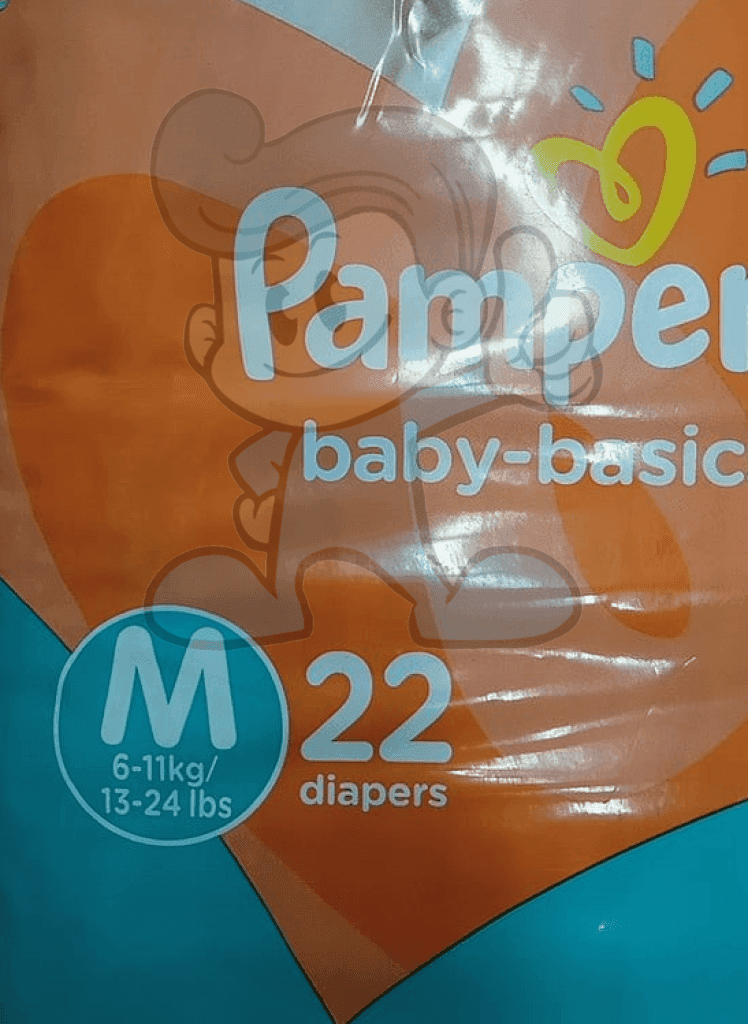 Pamper
baby-basic
M
6-11kg/
13-24 lbs
22
diapers